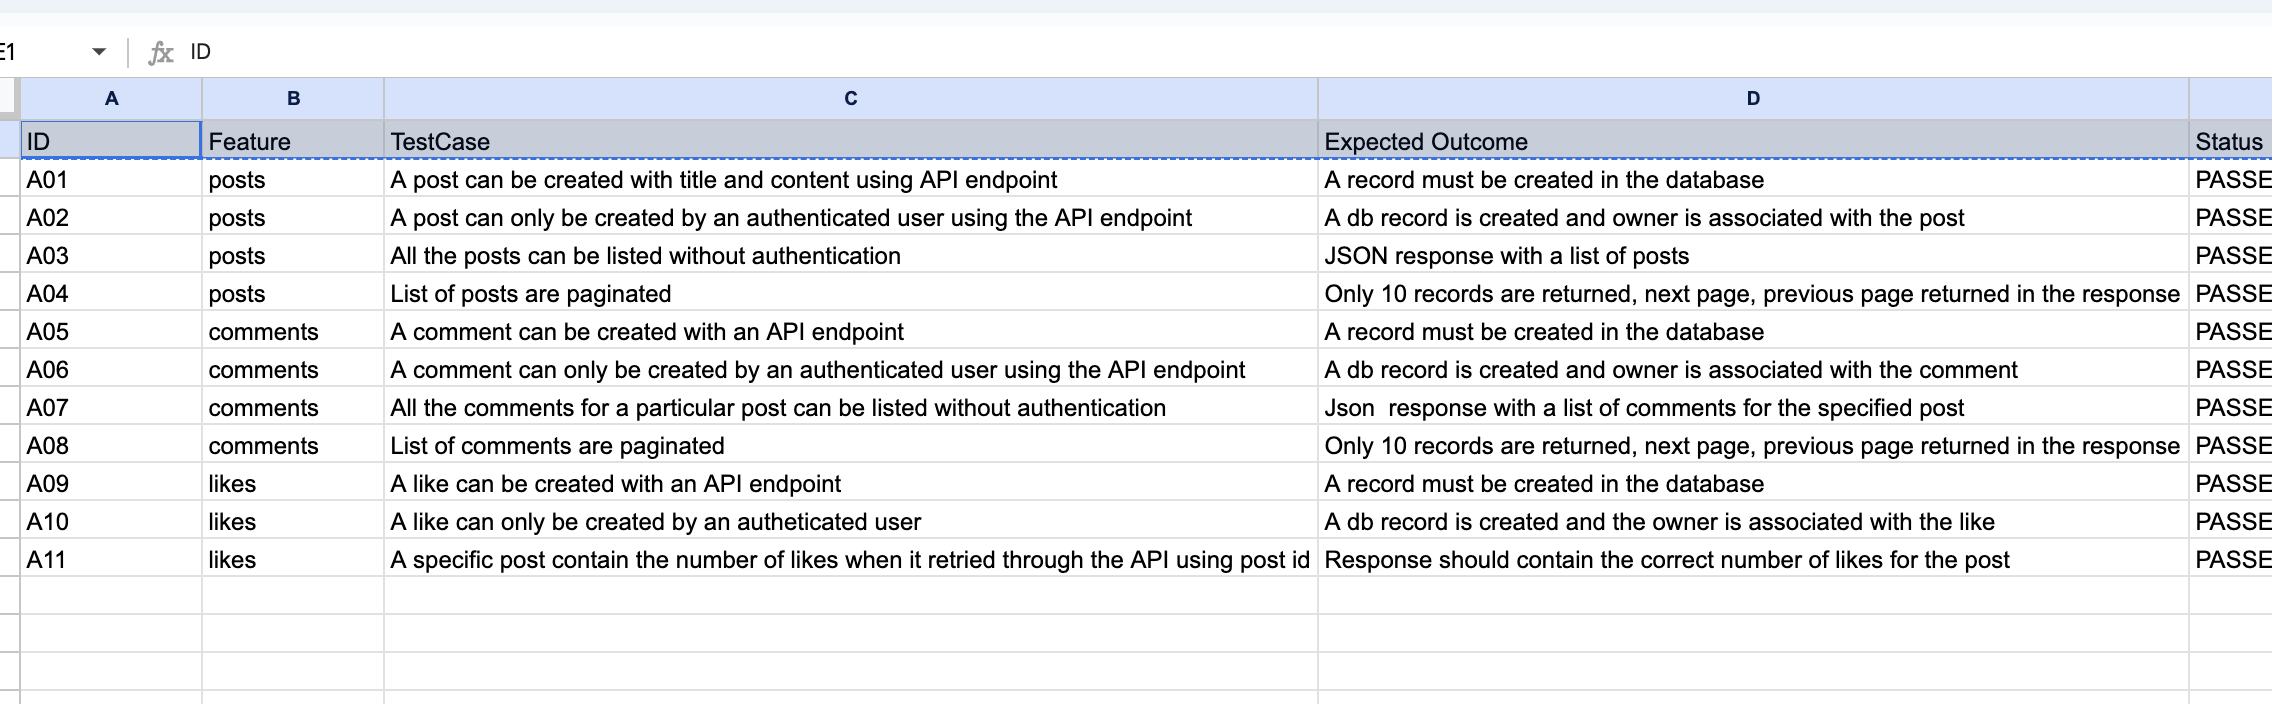 E1 fx ID
A B C D
ID Feature TestCase Expected Outcome Status
A01 posts A post can be created with title and content using API endpoint A record must be created in the database PASSE
A02 posts A post can only be created by an authenticated user using the API endpoint A db record is created and owner is associated with the post PASSE
A03 posts All the posts can be listed without authentication JSON response with a list of posts PASSE
A04 posts List of posts are paginated Only 10 records are returned, next page, previous page returned in the response PASSE
A05 comments A comment can be created with an API endpoint A record must be created in the database PASSE
A06 comments A comment can only be created by an authenticated user using the API endpoint A db record is created and owner is associated with the comment PASSE
A07 comments All the comments for a particular post can be listed without authentication Json  response with a list of comments for the specified post PASSE
A08 comments List of comments are paginated Only 10 records are returned, next page, previous page returned in the response PASSE
A09 likes A like can be created with an API endpoint A record must be created in the database PASSE
A10 likes A like can only be created by an autheticated user A db record is created and the owner is associated with the like PASSE
A11 likes A specific post contain the number of likes when it retried through the API using post id Response should contain the correct number of likes for the post PASSE